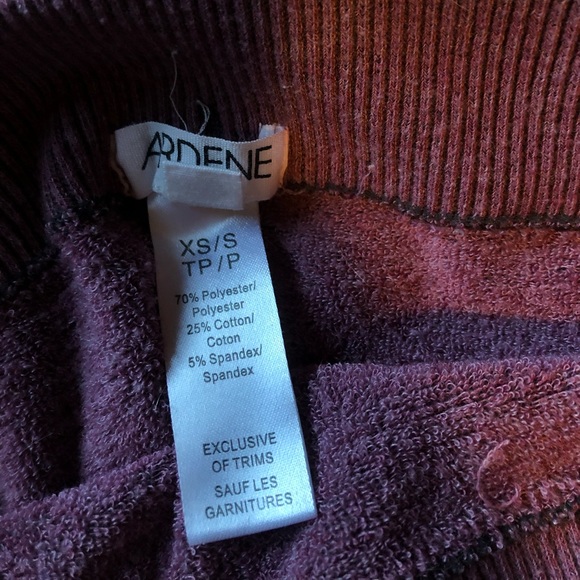 ARDENE
XS/S
TP/P
70% Polyester/
Polyester
25% Cotton/
Coton
5% Spandex/
Spandex
EXCLUSIVE
OF TRIMS
SAUF LES
GARNITURES